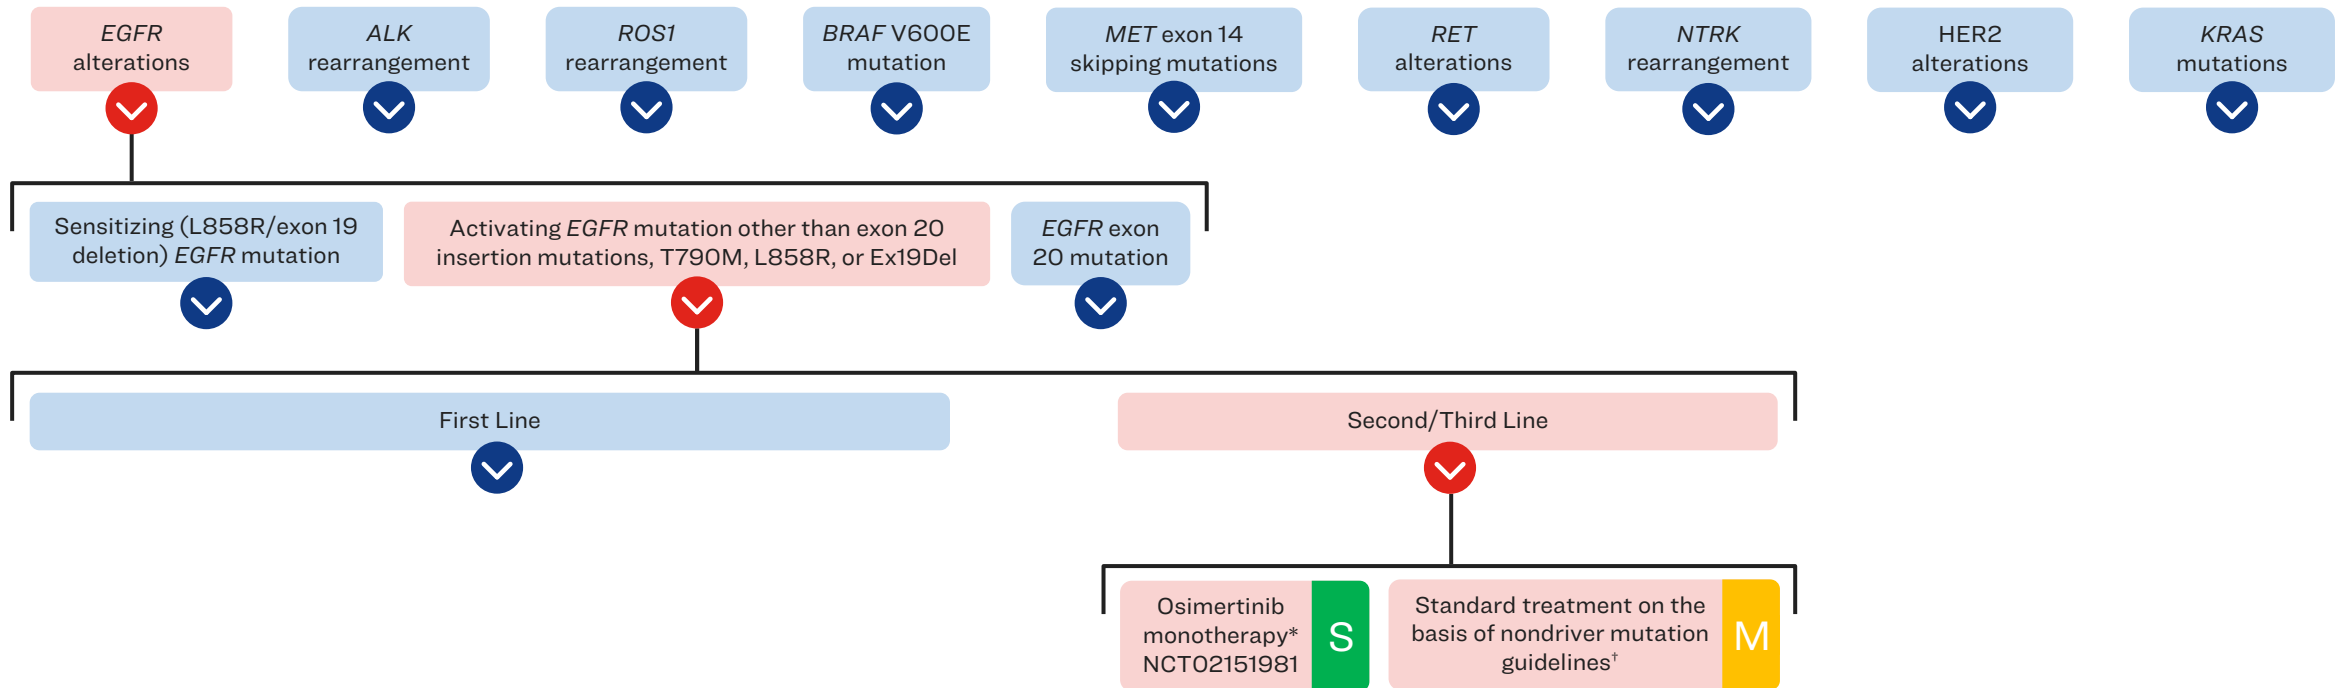 EGFR
alterations
ALK
rearrangement
ROS1
rearrangement
BRAF V600E
mutation
MET exon 14
skipping mutations
RET
alterations
NTRK
rearrangement
HER2
alterations
KRAS
mutations
Sensitizing (L858R/exon 19
deletion) EGFR mutation
Activating EGFR mutation other than exon 20
insertion mutations, T790M, L858R, or Ex19Del
EGFR exon
20 mutation
First Line
Second/Third Line
Osimertinib
monotherapy*
NCT02151981
S
Standard treatment on the
basis of nondriver mutation
guidelines†
M